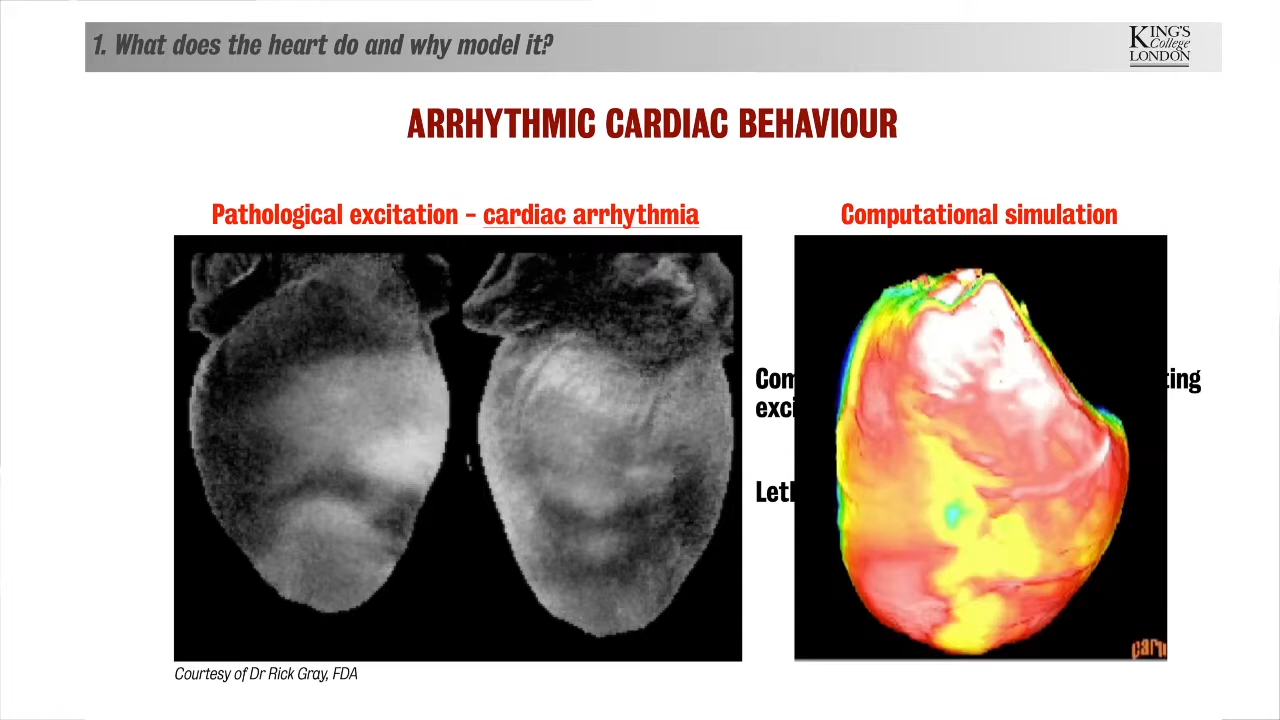 1. What does the heart do and why model it?
KING'S
College
LONDON
ARRHYTHMIC CARDIAC BEHAVIOUR
Pathological excitation - cardiac arrhythmia
Computational simulation
Courtesy of Dr Rick Gray, FDA